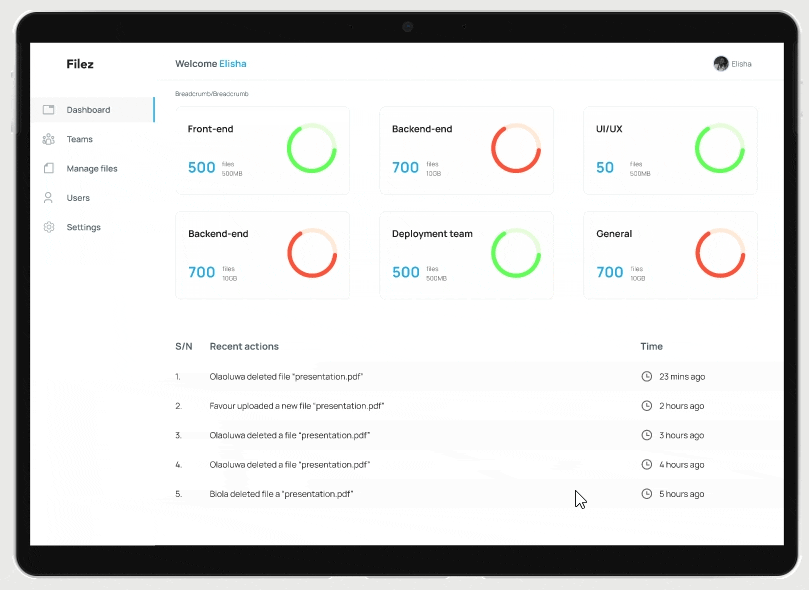 Filez
Welcome Elisha
Elisha
Dashboard
Teams
Manage files
Users
Settings
Breadcrumb/Breadcrumb
Front-end
500 files
500MB
Backend-end
700 files
10GB
UI/UX
50 files
500MB
Backend-end
700 files
10GB
Deployment team
500 files
500MB
General
700 files
10GB
S/N Recent actions Time
1. Olaoluwa deleted file “presentation.pdf” 23 mins ago
2. Favour uploaded a new file “presentation.pdf” 2 hours ago
3. Olaoluwa deleted a file “presentation.pdf” 3 hours ago
4. Olaoluwa deleted a file “presentation.pdf” 4 hours ago
5. Biola deleted file a “presentation.pdf” 5 hours ago